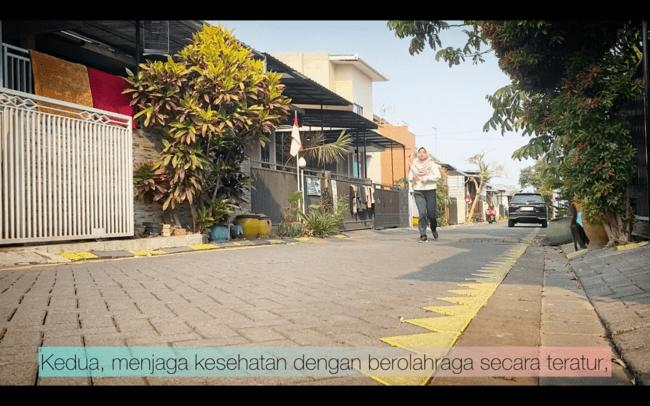 Kedua, menjaga kesehatan dengan berolahraga secara teratur,